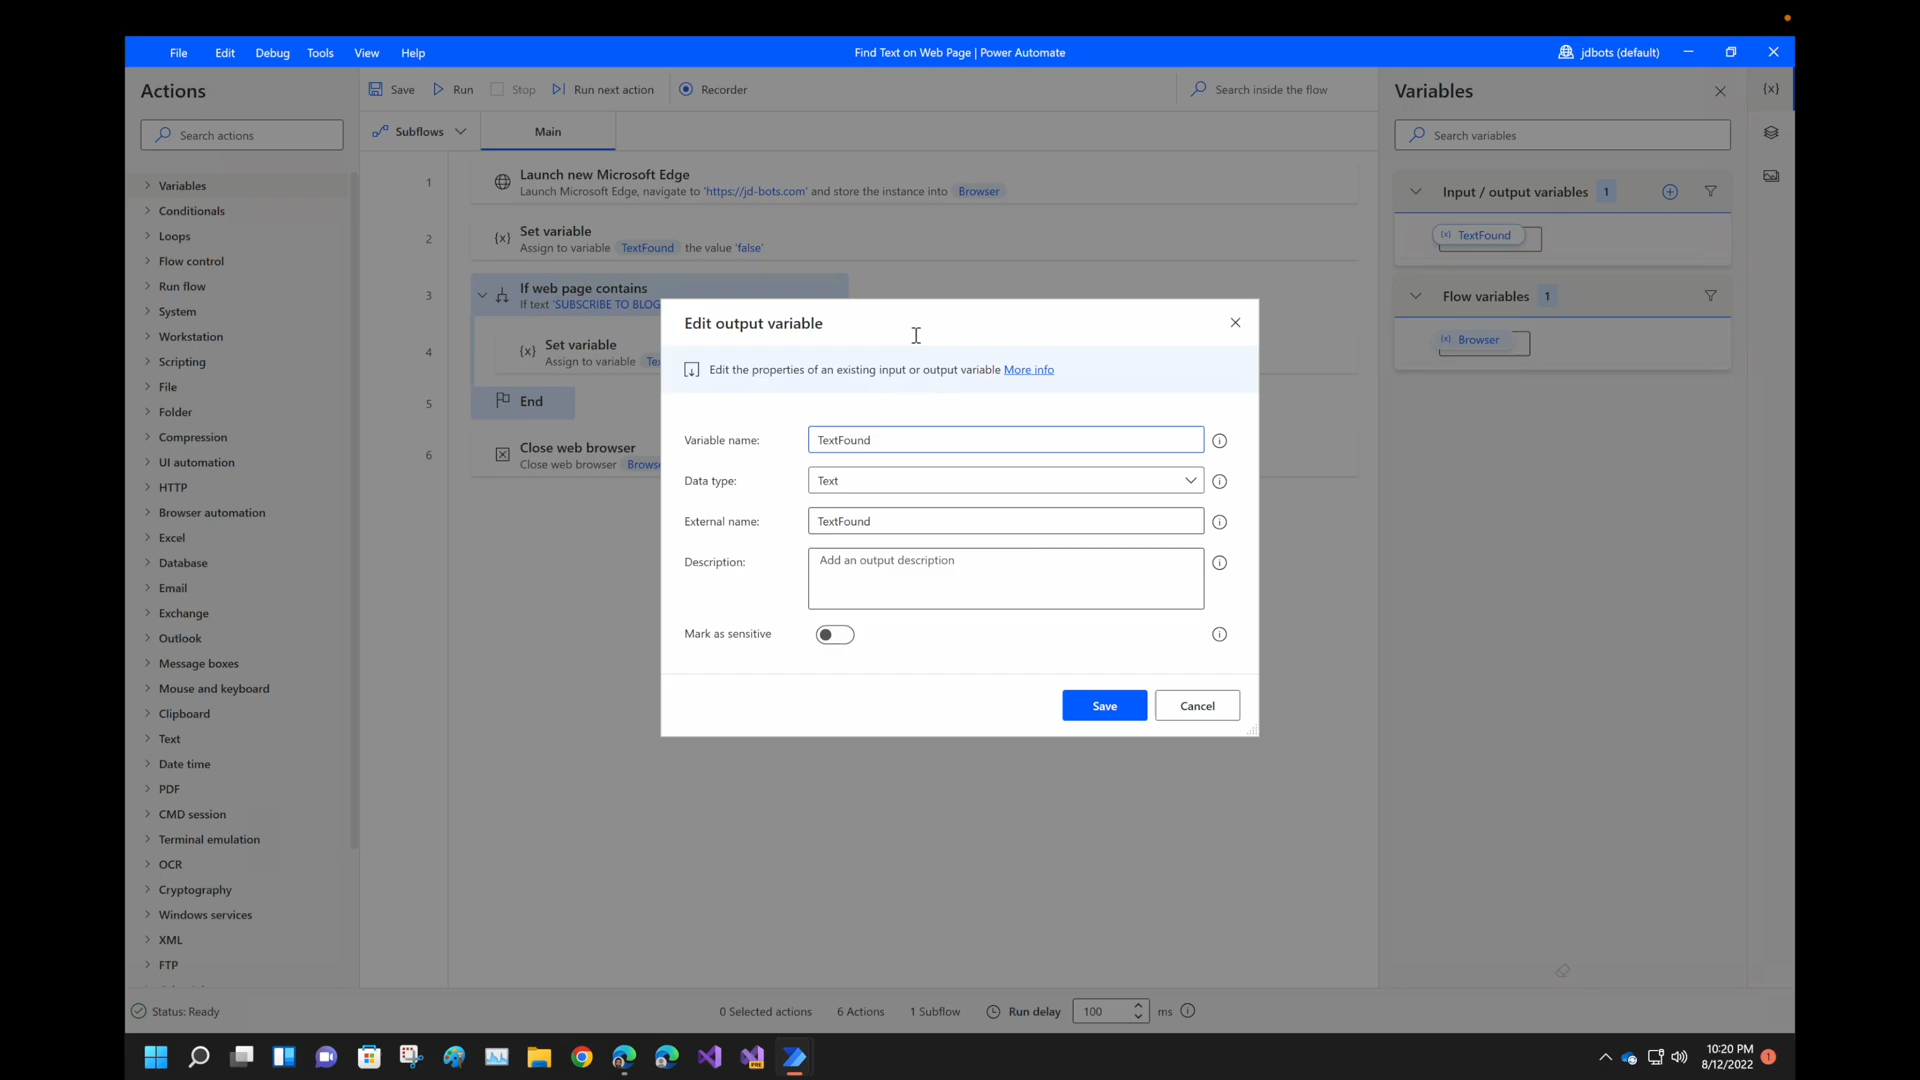 File Edit Debug Tools View Help
Find Text on Web Page | Power Automate
jdbots (default)
Actions
Search actions
Variables
Conditionals
Loops
Flow control
Run flow
System
Workstation
Scripting
File
Folder
Compression
UI automation
HTTP
Browser automation
Excel
Database
Email
Exchange
Outlook
Message boxes
Mouse and keyboard
Clipboard
Text
Date time
PDF
CMD session
Terminal emulation
OCR
Cryptography
Windows services
XML
FTP
Save Run Stop Run next action Recorder
Search inside the flow
Subflows Main
1
Launch new Microsoft Edge
Launch Microsoft Edge, navigate to 'https://jd-bots.com' and store the instance into Browser
2
Set variable
Assign to variable TextFound the value 'false'
3
If web page contains
If text 'SUBSCRIBE TO BLOG
4
Set variable
Assign to variable
5
End
6
Close web browser
Close web browser
Edit output variable
Edit the properties of an existing input or output variable More info
Variable name: TextFound
Data type: Text
External name: TextFound
Description: Add an output description
Mark as sensitive
Save Cancel
Variables
{x}
Search variables
Input / output variables 1
{x} TextFound
Flow variables 1
{x} Browser
Status: Ready
0 Selected actions 6 Actions 1 Subflow Run delay 100 ms
PRE
10:20 PM
8/12/2022
1